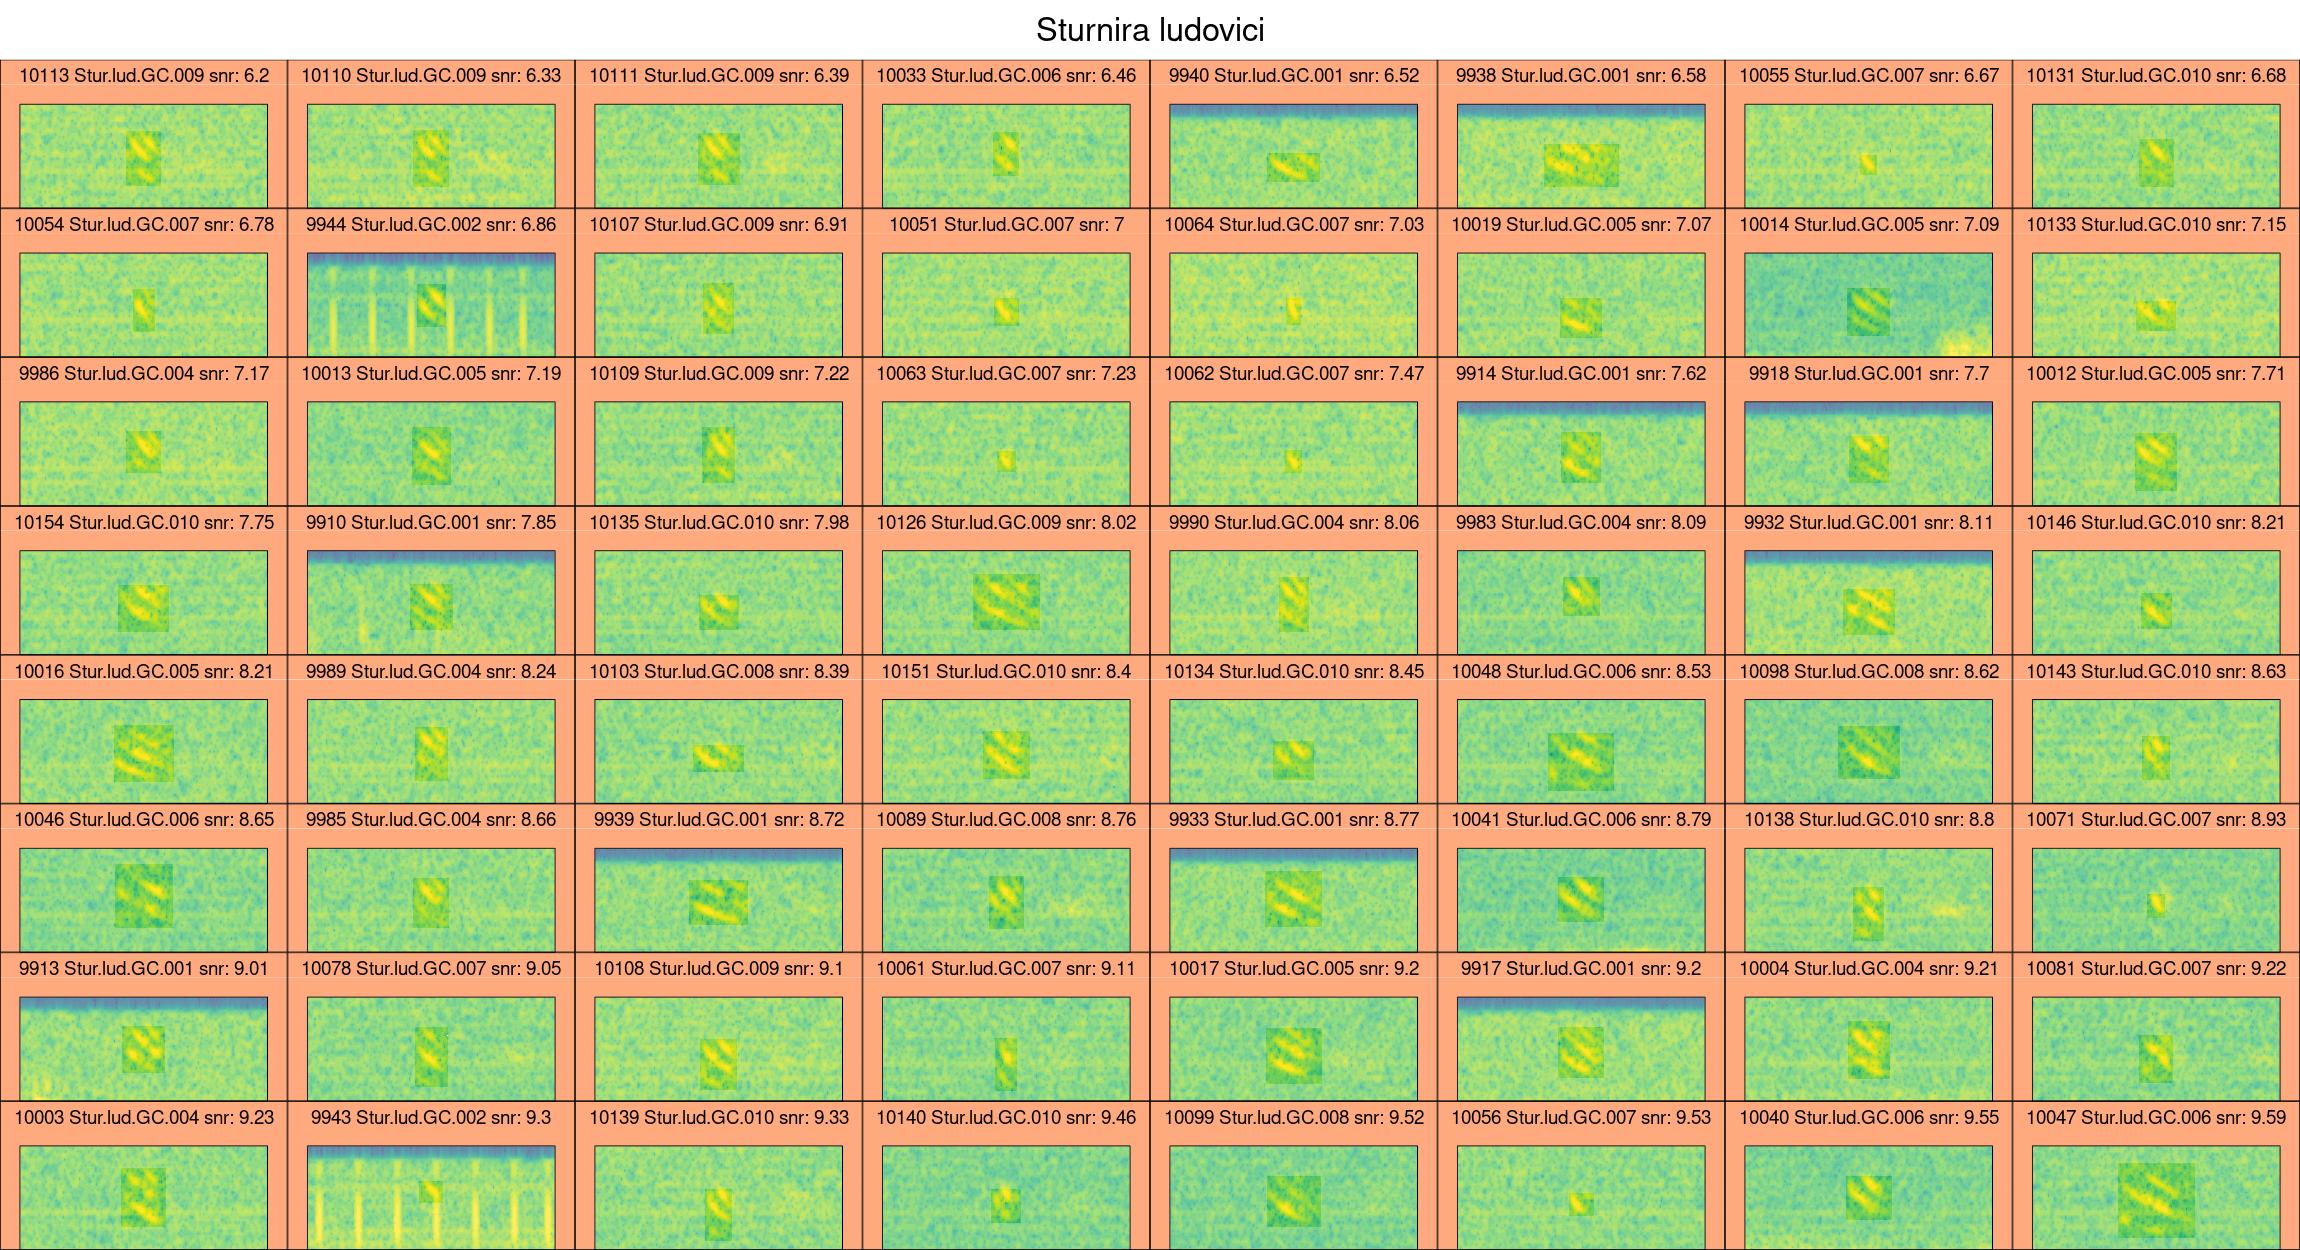 Sturnira ludovici
10113 Stur.lud.GC.009 snr: 6.2 10110 Stur.lud.GC.009 snr: 6.33 10111 Stur.lud.GC.009 snr: 6.39 10033 Stur.lud.GC.006 snr: 6.46 9940 Stur.lud.GC.001 snr: 6.52 9938 Stur.lud.GC.001 snr: 6.58 10055 Stur.lud.GC.007 snr: 6.67 10131 Stur.lud.GC.010 snr: 6.68
10054 Stur.lud.GC.007 snr: 6.78 9944 Stur.lud.GC.002 snr: 6.86 10107 Stur.lud.GC.009 snr: 6.91 10051 Stur.lud.GC.007 snr: 7 10064 Stur.lud.GC.007 snr: 7.03 10019 Stur.lud.GC.005 snr: 7.07 10014 Stur.lud.GC.005 snr: 7.09 10133 Stur.lud.GC.010 snr: 7.15
9986 Stur.lud.GC.004 snr: 7.17 10013 Stur.lud.GC.005 snr: 7.19 10109 Stur.lud.GC.009 snr: 7.22 10063 Stur.lud.GC.007 snr: 7.23 10062 Stur.lud.GC.007 snr: 7.47 9914 Stur.lud.GC.001 snr: 7.62 9918 Stur.lud.GC.001 snr: 7.7 10012 Stur.lud.GC.005 snr: 7.71
10154 Stur.lud.GC.010 snr: 7.75 9910 Stur.lud.GC.001 snr: 7.85 10135 Stur.lud.GC.010 snr: 7.98 10126 Stur.lud.GC.009 snr: 8.02 9990 Stur.lud.GC.004 snr: 8.06 9983 Stur.lud.GC.004 snr: 8.09 9932 Stur.lud.GC.001 snr: 8.11 10146 Stur.lud.GC.010 snr: 8.21
10016 Stur.lud.GC.005 snr: 8.21 9989 Stur.lud.GC.004 snr: 8.24 10103 Stur.lud.GC.008 snr: 8.39 10151 Stur.lud.GC.010 snr: 8.4 10134 Stur.lud.GC.010 snr: 8.45 10048 Stur.lud.GC.006 snr: 8.53 10098 Stur.lud.GC.008 snr: 8.62 10143 Stur.lud.GC.010 snr: 8.63
10046 Stur.lud.GC.006 snr: 8.65 9985 Stur.lud.GC.004 snr: 8.66 9939 Stur.lud.GC.001 snr: 8.72 10089 Stur.lud.GC.008 snr: 8.76 9933 Stur.lud.GC.001 snr: 8.77 10041 Stur.lud.GC.006 snr: 8.79 10138 Stur.lud.GC.010 snr: 8.8 10071 Stur.lud.GC.007 snr: 8.93
9913 Stur.lud.GC.001 snr: 9.01 10078 Stur.lud.GC.007 snr: 9.05 10108 Stur.lud.GC.009 snr: 9.1 10061 Stur.lud.GC.007 snr: 9.11 10017 Stur.lud.GC.005 snr: 9.2 9917 Stur.lud.GC.001 snr: 9.2 10004 Stur.lud.GC.004 snr: 9.21 10081 Stur.lud.GC.007 snr: 9.22
10003 Stur.lud.GC.004 snr: 9.23 9943 Stur.lud.GC.002 snr: 9.3 10139 Stur.lud.GC.010 snr: 9.33 10140 Stur.lud.GC.010 snr: 9.46 10099 Stur.lud.GC.008 snr: 9.52 10056 Stur.lud.GC.007 snr: 9.53 10040 Stur.lud.GC.006 snr: 9.55 10047 Stur.lud.GC.006 snr: 9.59